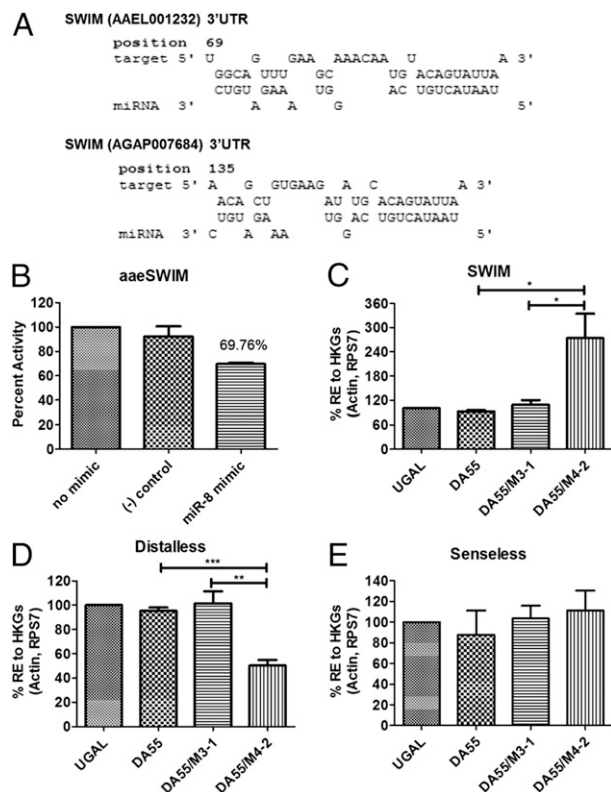 A
SWIM (AAEL001232) 3'UTR
position 69
target 5' U G GAA AAACAA U A 3'
GGCA UUU GC UG ACAGUAUUA
CUGU GAA UG AC UGUCAUAAU
miRNA 3' A A G 5'
SWIM (AGAP007684) 3'UTR
position 135
target 5' A G GUGAAG A C A 3'
ACA CU AU UG ACAGUAUUA
UGU GA UG AC UGUCAUAAU
miRNA 3' C A AA G 5'
B
aaeSWIM
Percent Activity
120
100
80
60
40
20
0
69.76%
no mimic
(-) control
miR-8 mimic
C
SWIM
% RE to HKGs
(Actin, RPS7)
360
300
240
180
120
60
0
*
*
UGAL
DA55
DA55/M3-1
DA55/M4-2
D
Distalless
% RE to HKGs
(Actin, RPS7)
120
100
80
60
40
20
0
***
**
UGAL
DA55
DA55/M3-1
DA55/M4-2
E
Senseless
% RE to HKGs
(Actin, RPS7)
140
120
100
80
60
40
20
0
UGAL
DA55
DA55/M3-1
DA55/M4-2